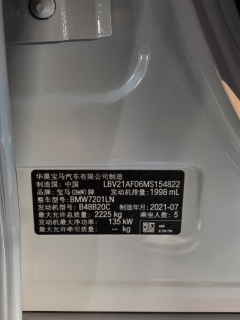 华晨宝马汽车有限公司制造
制造国: 中国 LBV21AF06MS154822
品牌: 宝马(BMW)牌 发动机排量: 1998 mL
整车型号: BMW7201LN
发动机型号: B48B20C 制造年月: 2021-07
最大允许总质量: 2225 kg 乘坐人数: 5
发动机最大净功率: 135 kW
最大允许牵引质量: -- kg